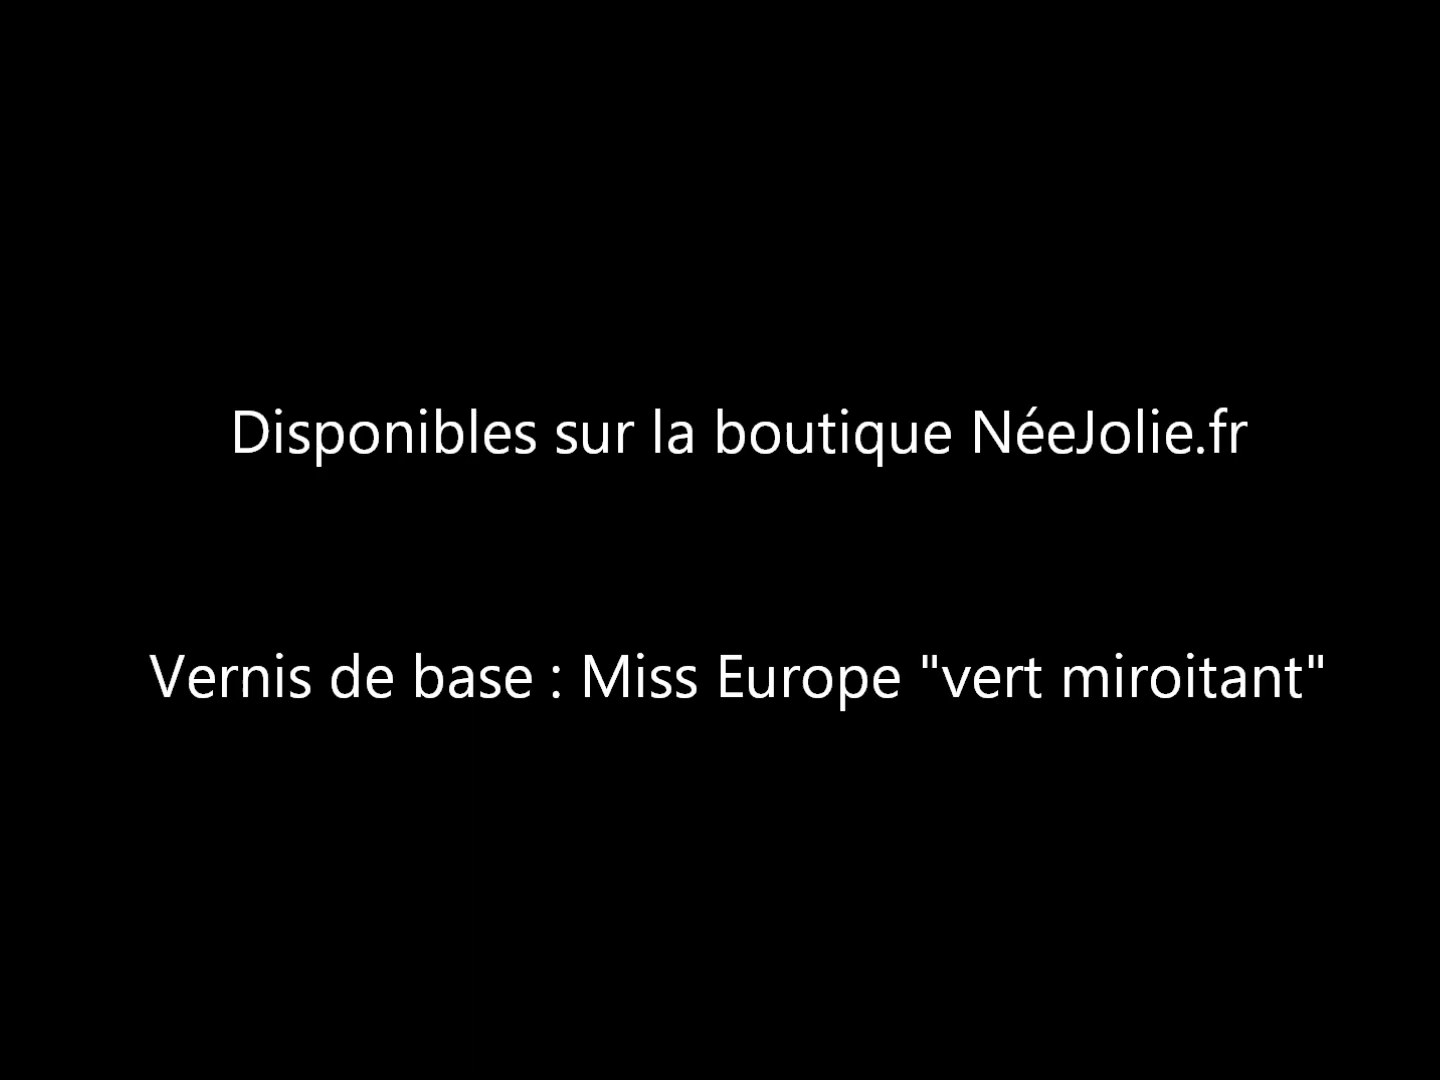 Disponibles sur la boutique NéeJolie.fr
Vernis de base : Miss Europe "vert miroitant"